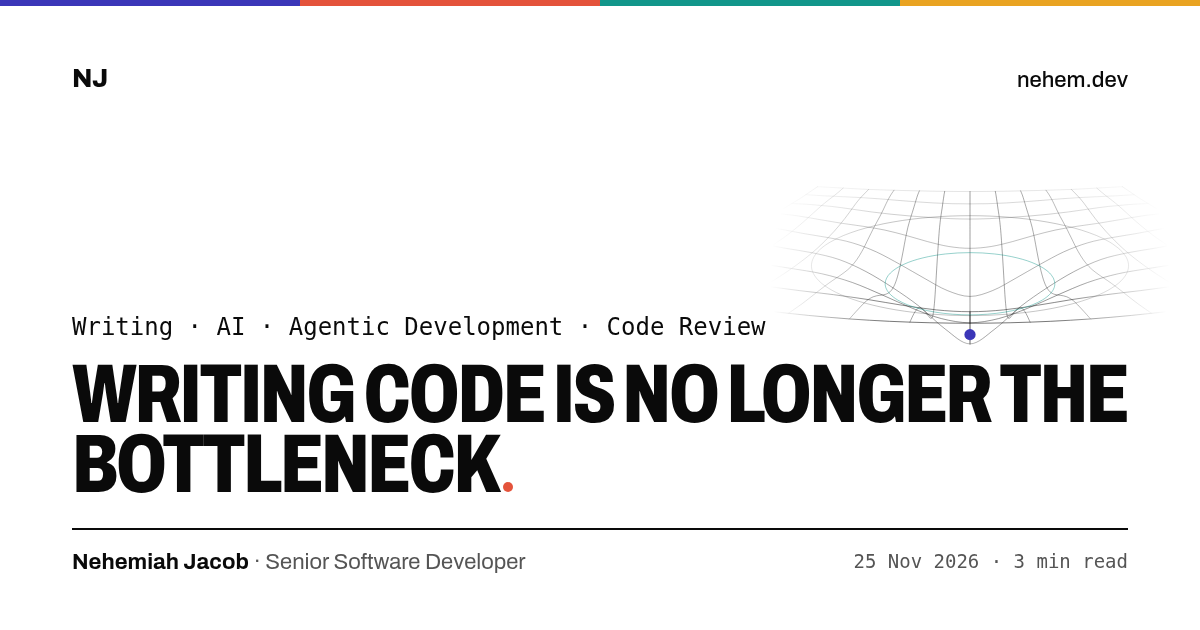 NJ
nehem.dev
Writing · AI · Agentic Development · Code Review
WRITING CODE IS NO LONGER THE
BOTTLENECK.
Nehemiah Jacob · Senior Software Developer
25 Nov 2026 · 3 min read